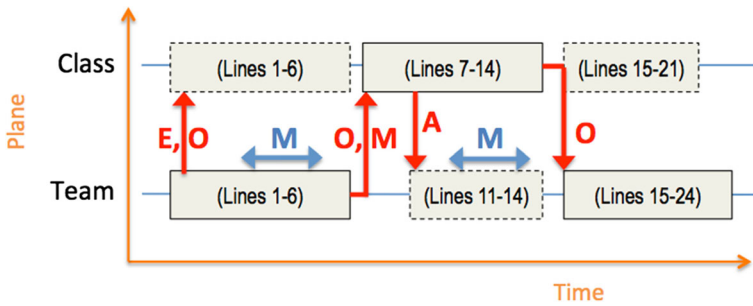 Plane
Class
(Lines 1-6)
(Lines 7-14)
(Lines 15-21)
E, O
M
O, M
A
M
O
Team
(Lines 1-6)
(Lines 11-14)
(Lines 15-24)
Time